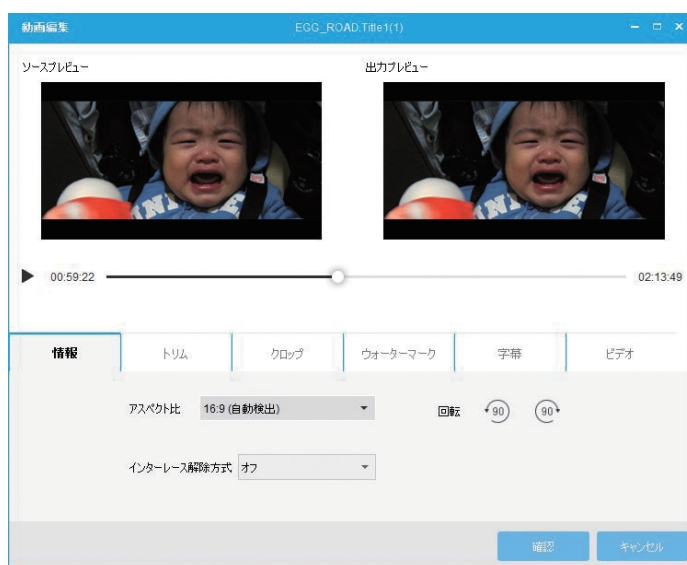 動画編集 EGG_ROAD.Title1(1)
ソースプレビュー 出力プレビュー
00:59:22 02:13:49
情報 トリム クロップ ウォーターマーク 字幕 ビデオ
アスペクト比 16:9 (自動検出) 回転 90 90
インターレース解除方式 オフ
確認 キャンセル